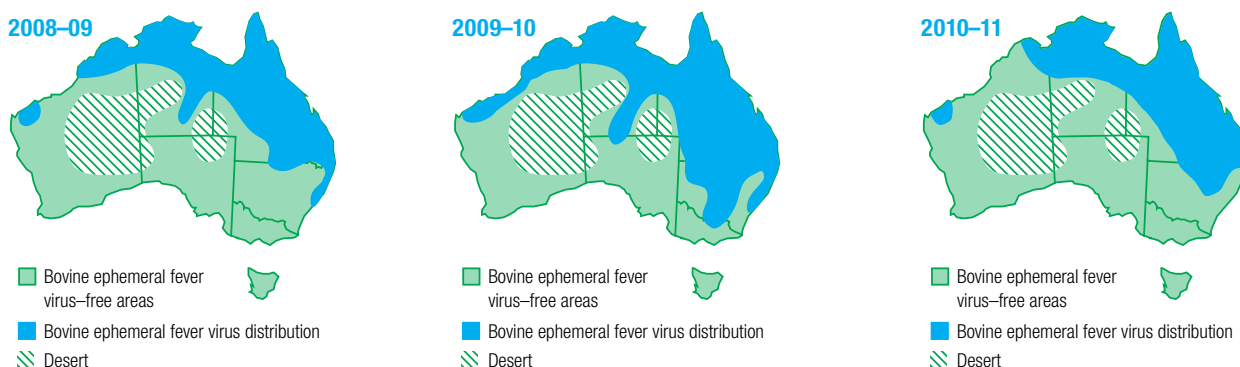 2008–09
Bovine ephemeral fever
virus–free areas
Bovine ephemeral fever virus distribution
Desert
2009–10
Bovine ephemeral fever
virus–free areas
Bovine ephemeral fever virus distribution
Desert
2010–11
Bovine ephemeral fever
virus–free areas
Bovine ephemeral fever virus distribution
Desert